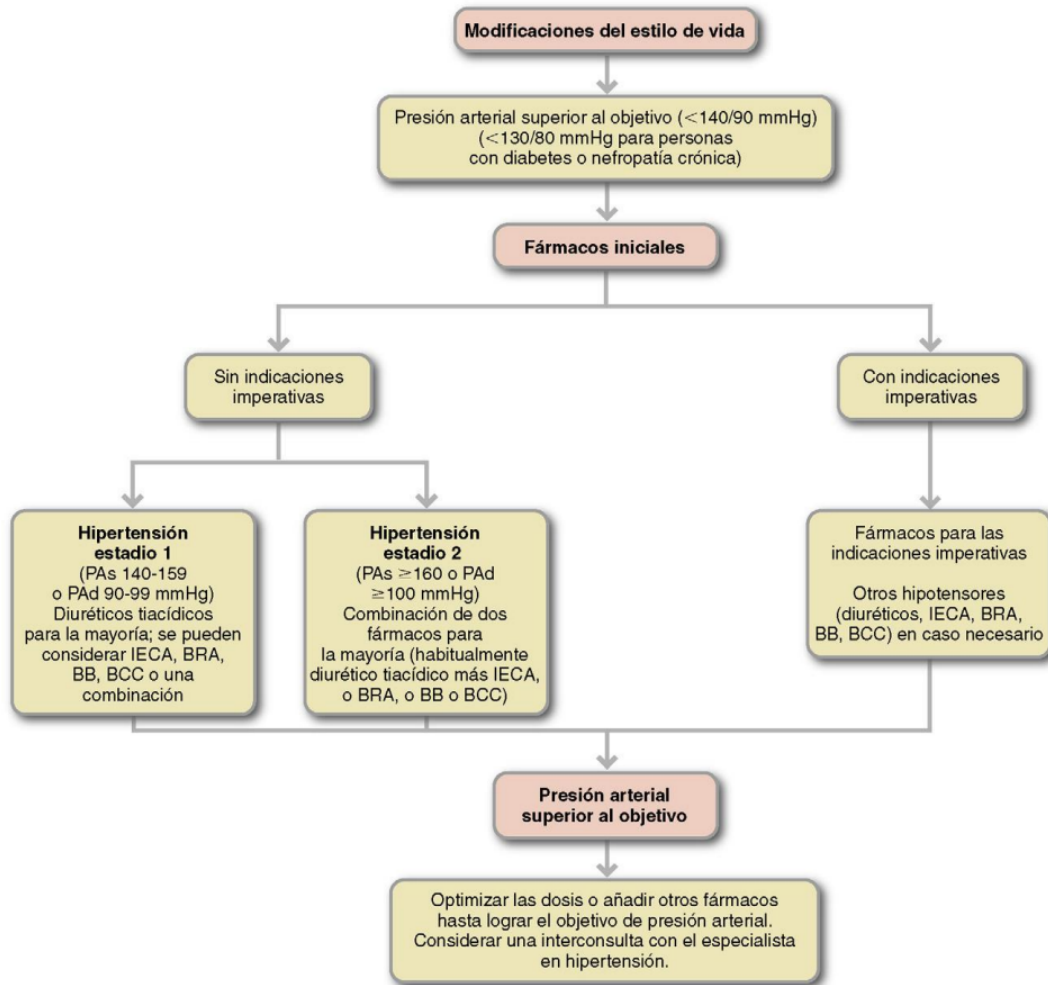 Modificaciones del estilo de vida
Presión arterial superior al objetivo (<140/90 mmHg)
(<130/80 mmHg para personas
con diabetes o nefropatía crónica)
Fármacos iniciales
Sin indicaciones
imperativas
Con indicaciones
imperativas
Hipertensión
estadio 1
(PAs 140-159
o PAd 90-99 mmHg)
Diuréticos tiacídicos
para la mayoría; se pueden
considerar IECA, BRA,
BB, BCC o una
combinación
Hipertensión
estadio 2
(PAs ≥160 o PAd
≥100 mmHg)
Combinación de dos
fármacos para
la mayoría (habitualmente
diurético tiacídico más IECA,
o BRA, o BB o BCC)
Fármacos para las
indicaciones imperativas
Otros hipotensores
(diuréticos, IECA, BRA,
BB, BCC) en caso necesario
Presión arterial
superior al objetivo
Optimizar las dosis o añadir otros fármacos
hasta lograr el objetivo de presión arterial.
Considerar una interconsulta con el especialista
en hipertensión.